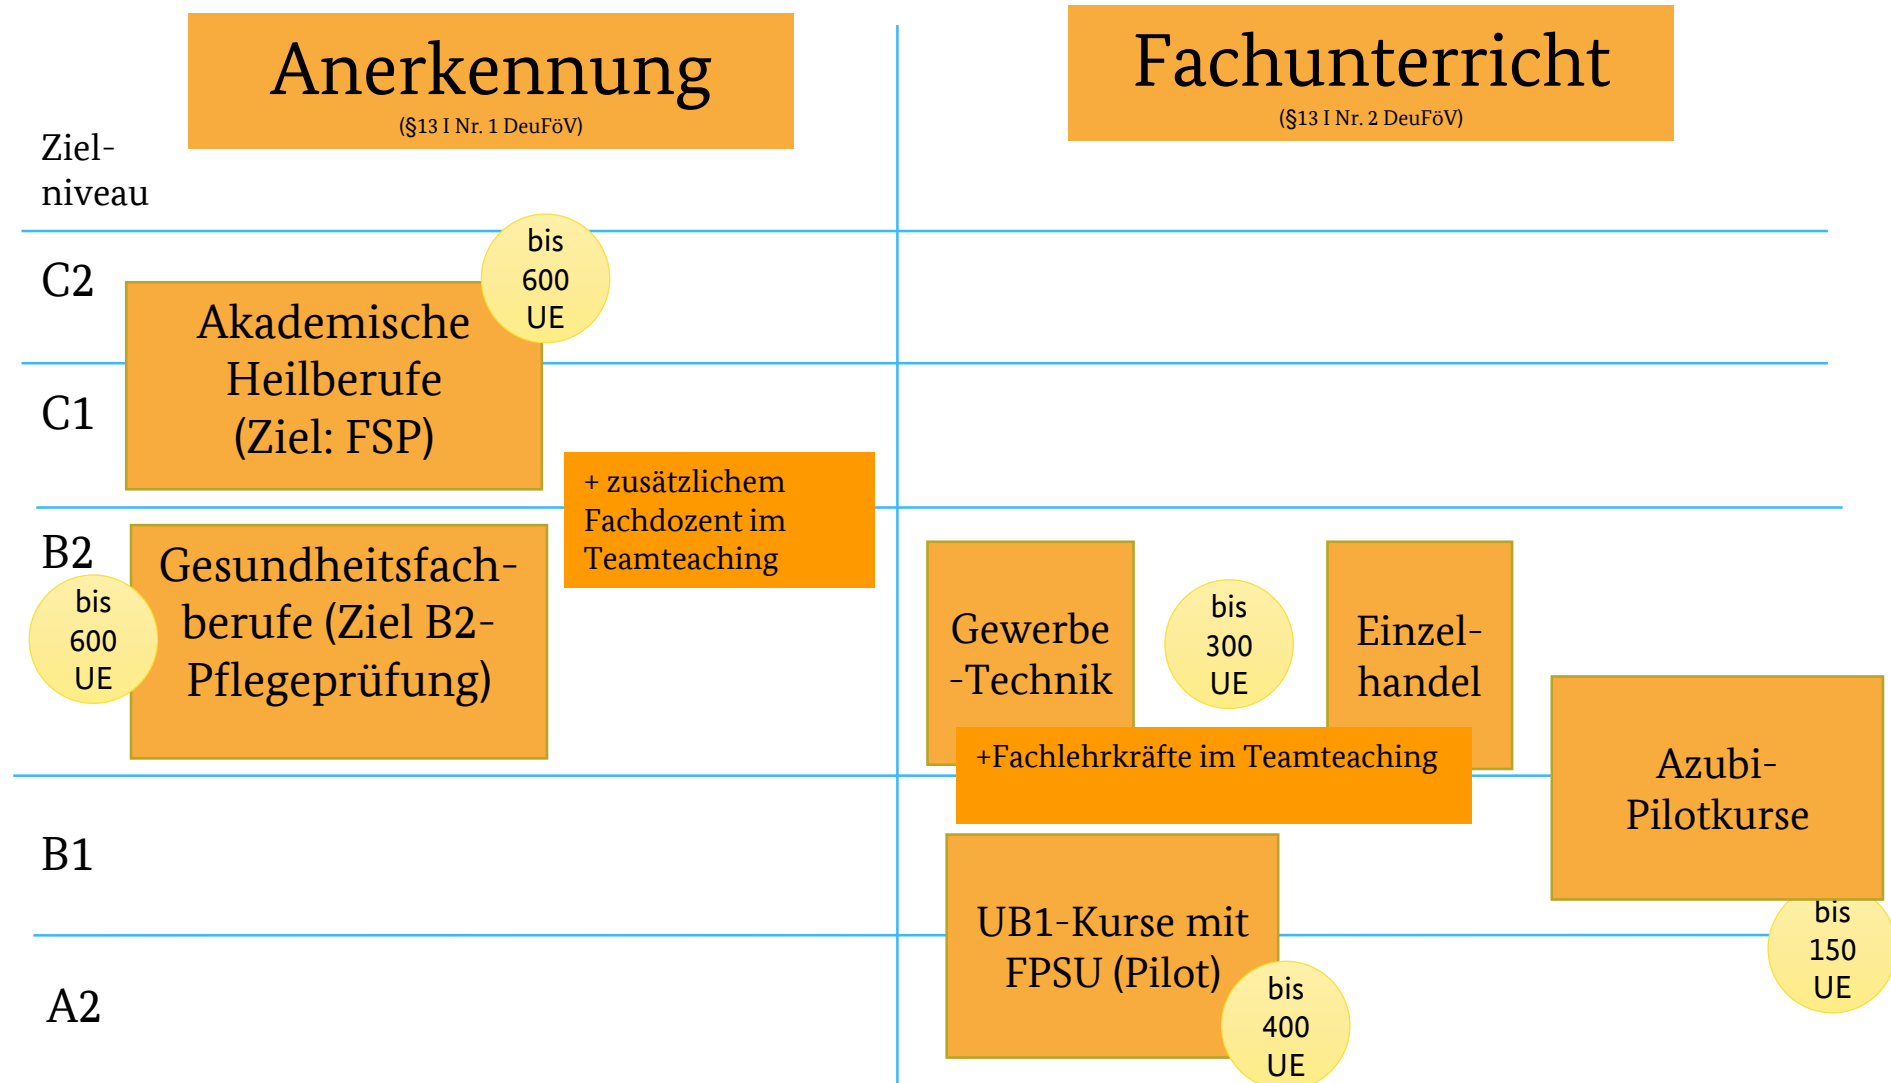 Anerkennung
(§13 I Nr. 1 DeuFöV)
Fachunterricht
(§13 I Nr. 2 DeuFöV)
Ziel-
niveau
C2
bis
600
UE
Akademische
Heilberufe
(Ziel: FSP)
C1
+ zusätzlichem
Fachdozent im
Teamteaching
B2
bis
600
UE
Gesundheitsfach-
berufe (Ziel B2-
Pflegeprüfung)
Gewerbe
-Technik
bis
300
UE
Einzel-
handel
+Fachlehrkräfte im Teamteaching
Azubi-
Pilotkurse
bis
150
UE
B1
UB1-Kurse mit
FPSU (Pilot)
bis
400
UE
A2